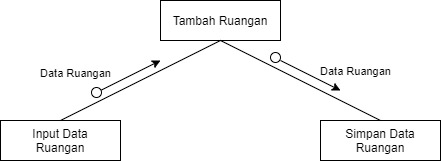 Tambah Ruangan
Data Ruangan
Data Ruangan
Input Data
Ruangan
Simpan Data
Ruangan